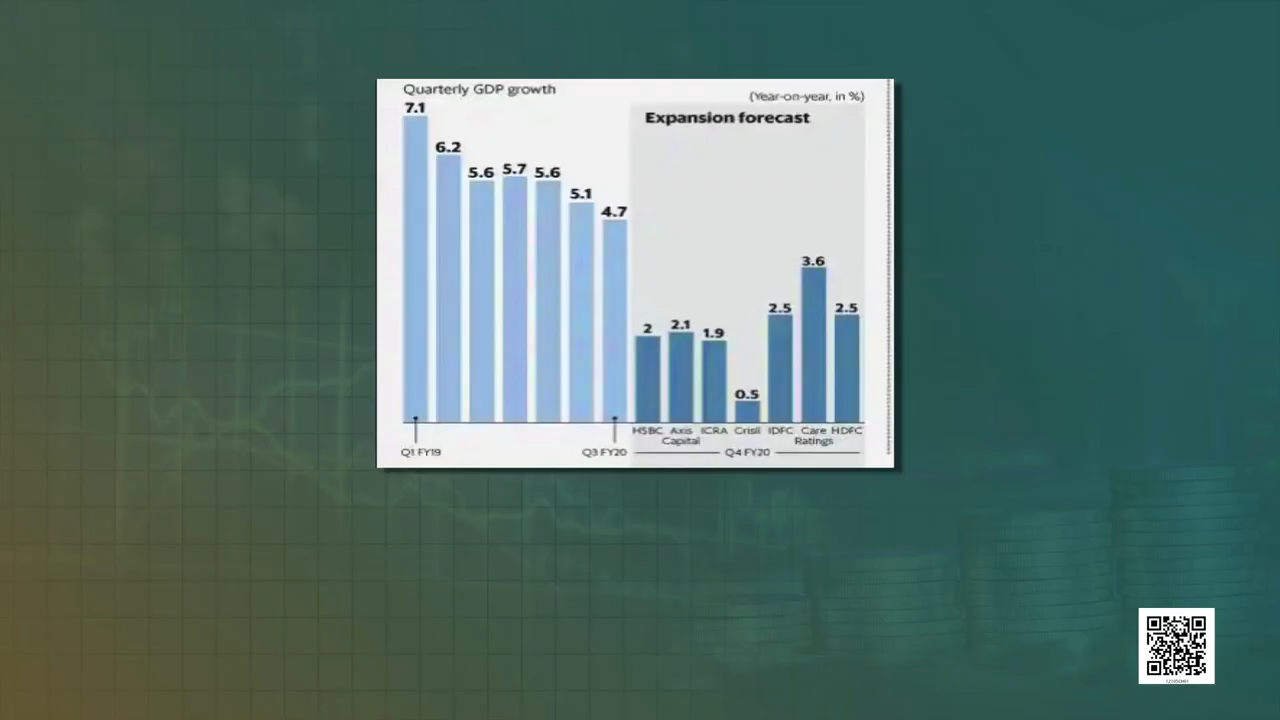 Quarterly GDP growth
(Year-on-year, in %)
Expansion forecast
7.1
6.2
5.6
5.7
5.6
5.1
4.7
2
2.1
1.9
0.5
2.5
3.6
2.5
HSBC Axis Capital ICRA Crisil IDFC Care Ratings HDFC
Q1 FY19
Q3 FY20
Q4 FY20